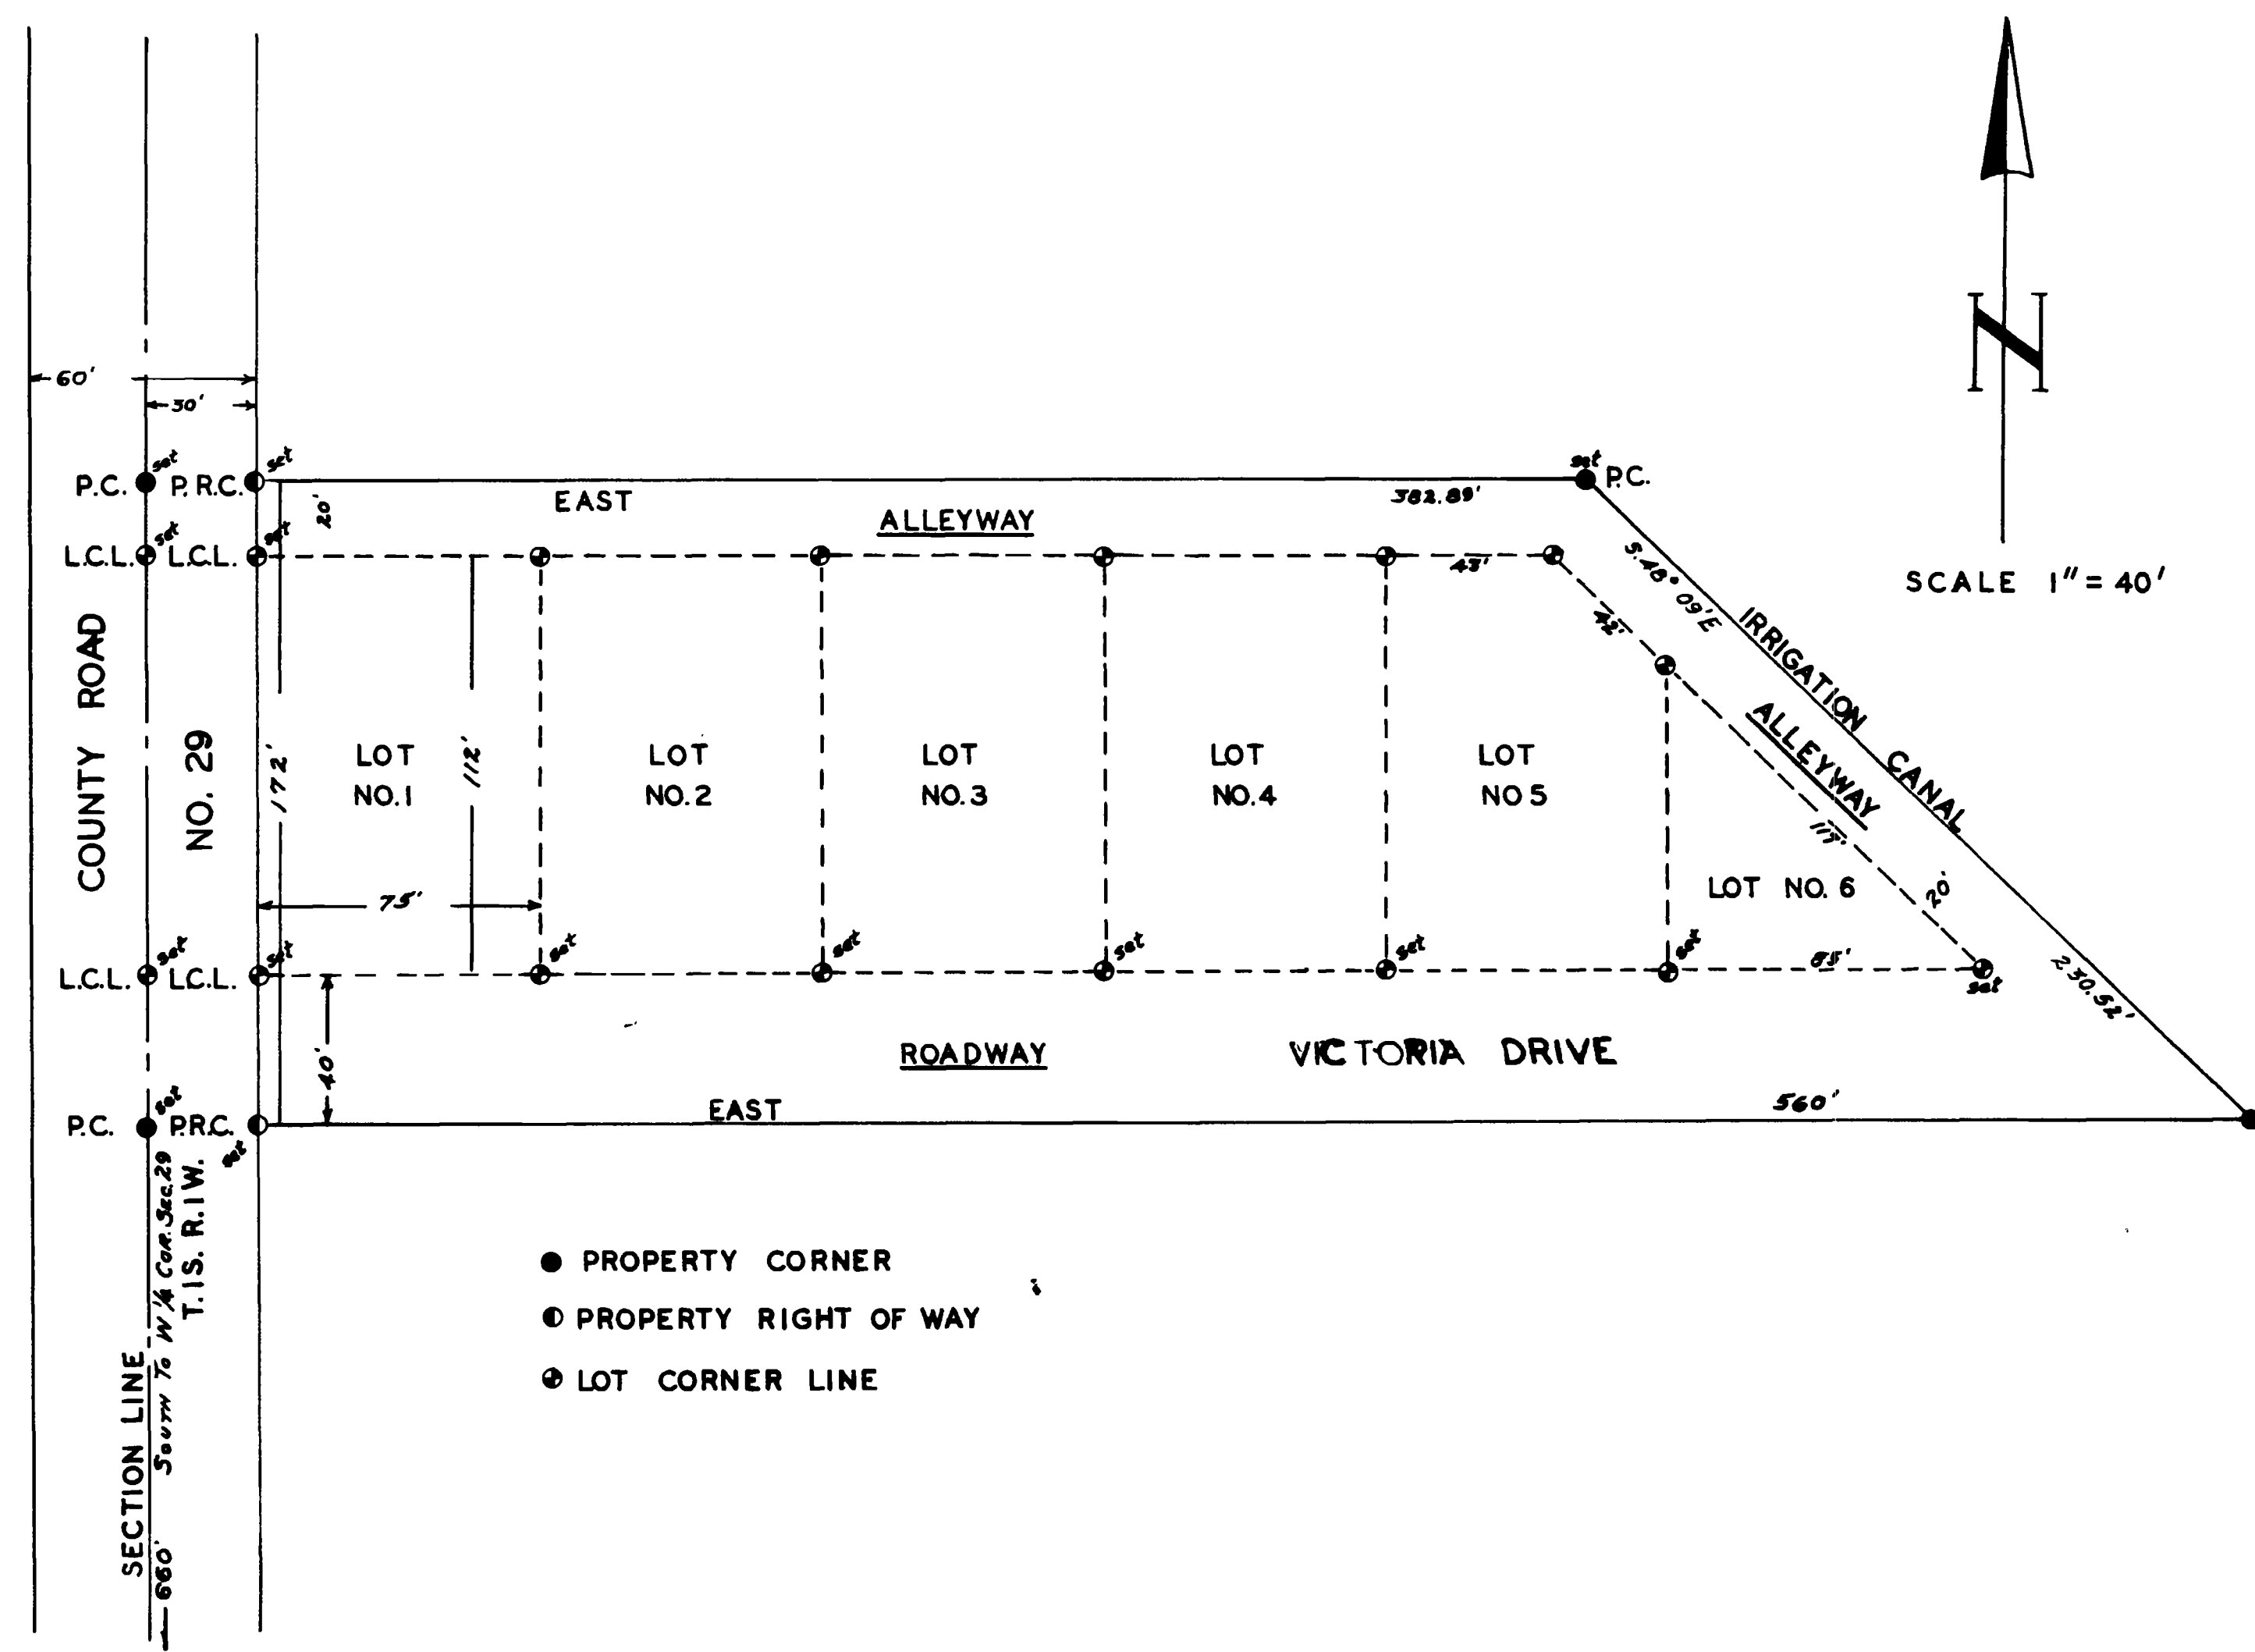 N
SCALE 1" = 40'
60'
30'
set
set
set
P.C.
P.R.C.
P.C.
EAST
382.89'
20'
ALLEYWAY
set
set
L.C.L.
L.C.L.
43'
S.48° 09'E
42'
IRRIGATION CANAL
COUNTY ROAD
NO. 29
172'
112'
LOT
NO.1
LOT
NO.2
LOT
NO.3
LOT
NO.4
LOT
NO 5
ALLEYWAY
117'
LOT NO. 6
20'
75'
set
set
set
set
set
set
set
L.C.L.
L.C.L.
85'
set
230.52'
40'
ROADWAY
VICTORIA DRIVE
EAST
560'
set
P.C.
P.R.C.
set
SECTION LINE
660' SOUTH TO W ¼ COR. SEC. 29
T.1S. R.1W.
PROPERTY CORNER
PROPERTY RIGHT OF WAY
LOT CORNER LINE